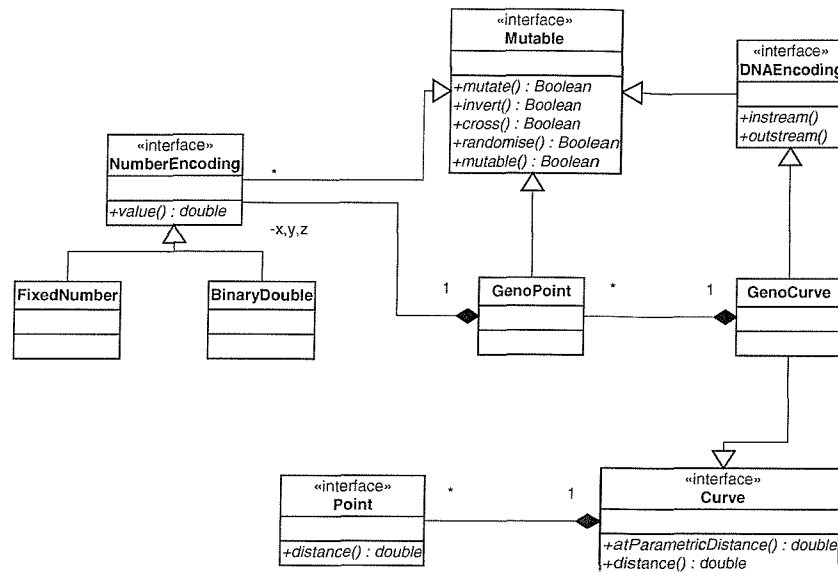 «interface»
Mutable
+mutate() : Boolean
+invert() : Boolean
+cross() : Boolean
+randomise() : Boolean
+mutable() : Boolean
«interface»
DNAEncoding
+instream()
+outstream()
«interface»
NumberEncoding
+value() : double
*
-x,y,z
FixedNumber
BinaryDouble
1
GenoPoint
*
1
GenoCurve
«interface»
Point
+distance() : double
*
1
«interface»
Curve
+atParametricDistance() : double
+distance() : double